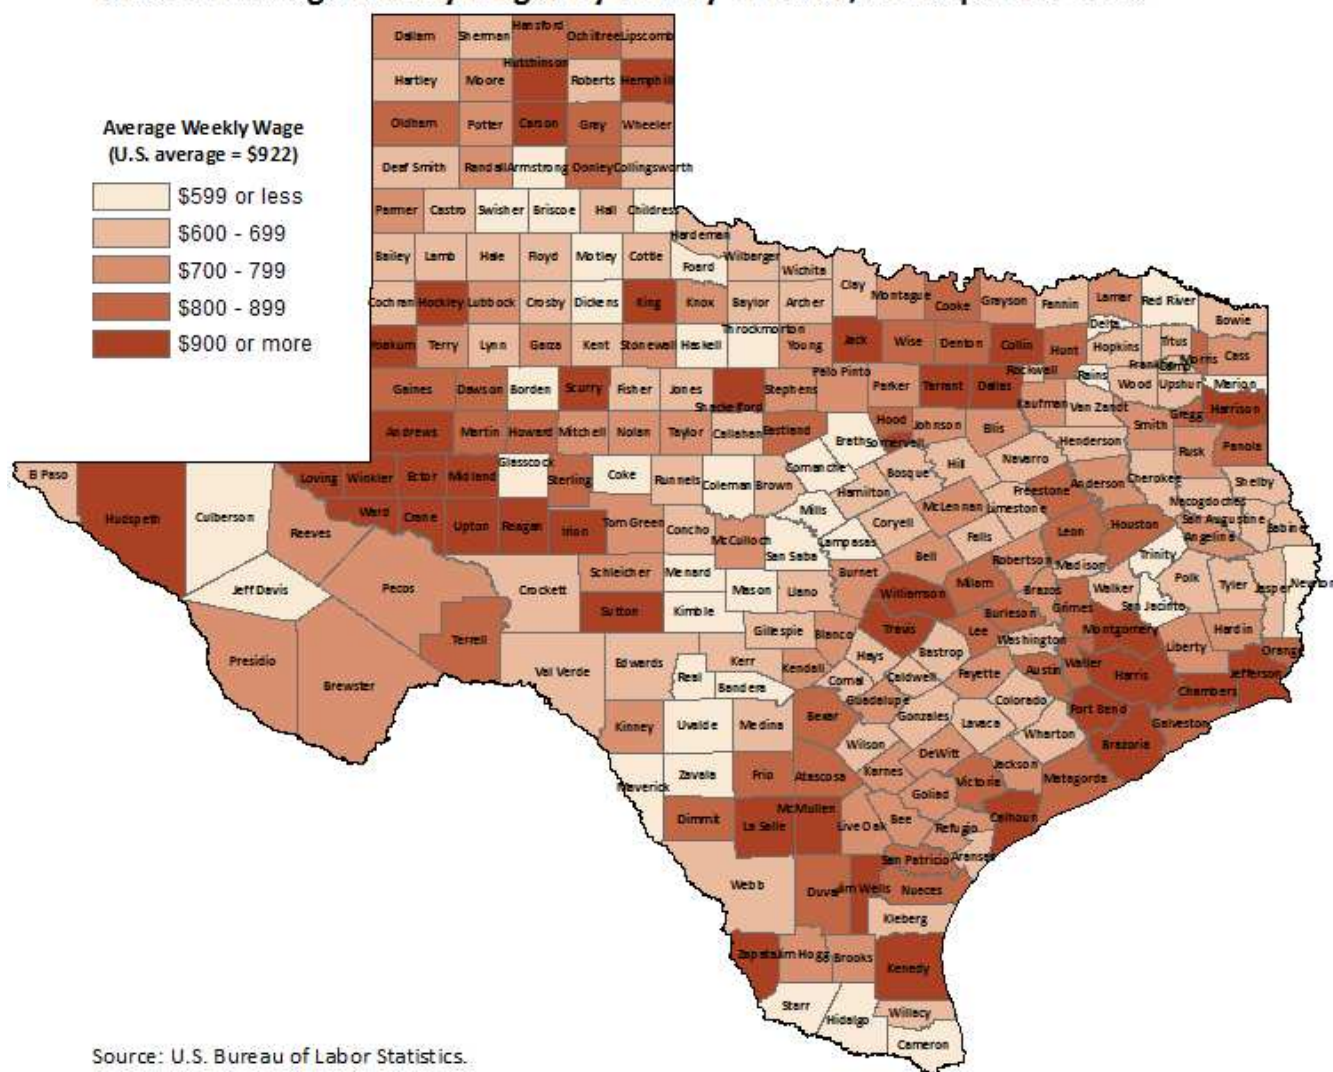 Average Weekly Wage
(U.S. average = $922)
$599 or less
$600 - 699
$700 - 799
$800 - 899
$900 or more
Dallam Sherman Hansford Ochiltree Lipscomb
Hartley Moore Hutchinson Roberts Hemphill
Oldham Potter Carson Gray Wheeler
Deaf Smith Randall Armstrong Donley Collingsworth
Parmer Castro Swisher Briscoe Hall Childress
Hardeman
Bailey Lamb Hale Floyd Motley Cottle Foard Wilbarger Wichita
Clay Montague Cooke Grayson Fannin Lamar Red River Bowie
Cochran Hockley Lubbock Crosby Dickens King Knox Baylor Archer
Delta
Yoakum Terry Lynn Garza Kent Stonewall Haskell Throckmorton Young Jack Wise Denton Collin Hunt Hopkins Titus Morris Cass
Franklin Camp
Rockwall Rains Wood Upshur Marion
Gaines Dawson Borden Scurry Fisher Jones Shackelford Stephens Palo Pinto Parker Tarrant Dallas Kaufman Van Zandt Gregg Harrison
Andrews Martin Howard Mitchell Nolan Taylor Callahan Eastland Erath Hood Somervell Johnson Ellis Henderson Smith Rusk Panola
El Paso Hudspeth Culberson Reeves Loving Winkler Ector Midland Glasscock Sterling Coke Runnels Coleman Brown Comanche Hamilton Bosque Hill Navarro Freestone Anderson Cherokee Nacogdoches Shelby
Ward Crane Upton Reagan Irion Tom Green Concho McCulloch Mills San Saba Lampasas Coryell McLennan Limestone Falls Leon Houston Angelina San Augustine Sabine
Jeff Davis Pecos Crockett Schleicher Menard Mason Llano Burnet Bell Milam Robertson Madison Walker Trinity Polk Tyler Jasper Newton
Sutton Kimble Gillespie Blanco Williamson Travis Burleson Brazos Grimes San Jacinto Montgomery Liberty Hardin Orange
Presidio Brewster Terrell Val Verde Edwards Real Kerr Kendall Bandera Hays Comal Bastrop Caldwell Lee Washington Fayette Austin Waller Harris Chambers Jefferson
Kinney Uvalde Medina Bexar Guadalupe Gonzales Lavaca Colorado Wharton Fort Bend Galveston Brazoria
Maverick Zavala Frio Atascosa Wilson Karnes DeWitt Victoria Jackson Matagorda
Dimmit La Salle McMullen Live Oak Bee Goliad Refugio Calhoun Aransas
Webb Duval Jim Wells San Patricio Nueces Kleberg
Zapata Jim Hogg Brooks Kenedy
Starr Hidalgo Willacy
Cameron
Source: U.S. Bureau of Labor Statistics.